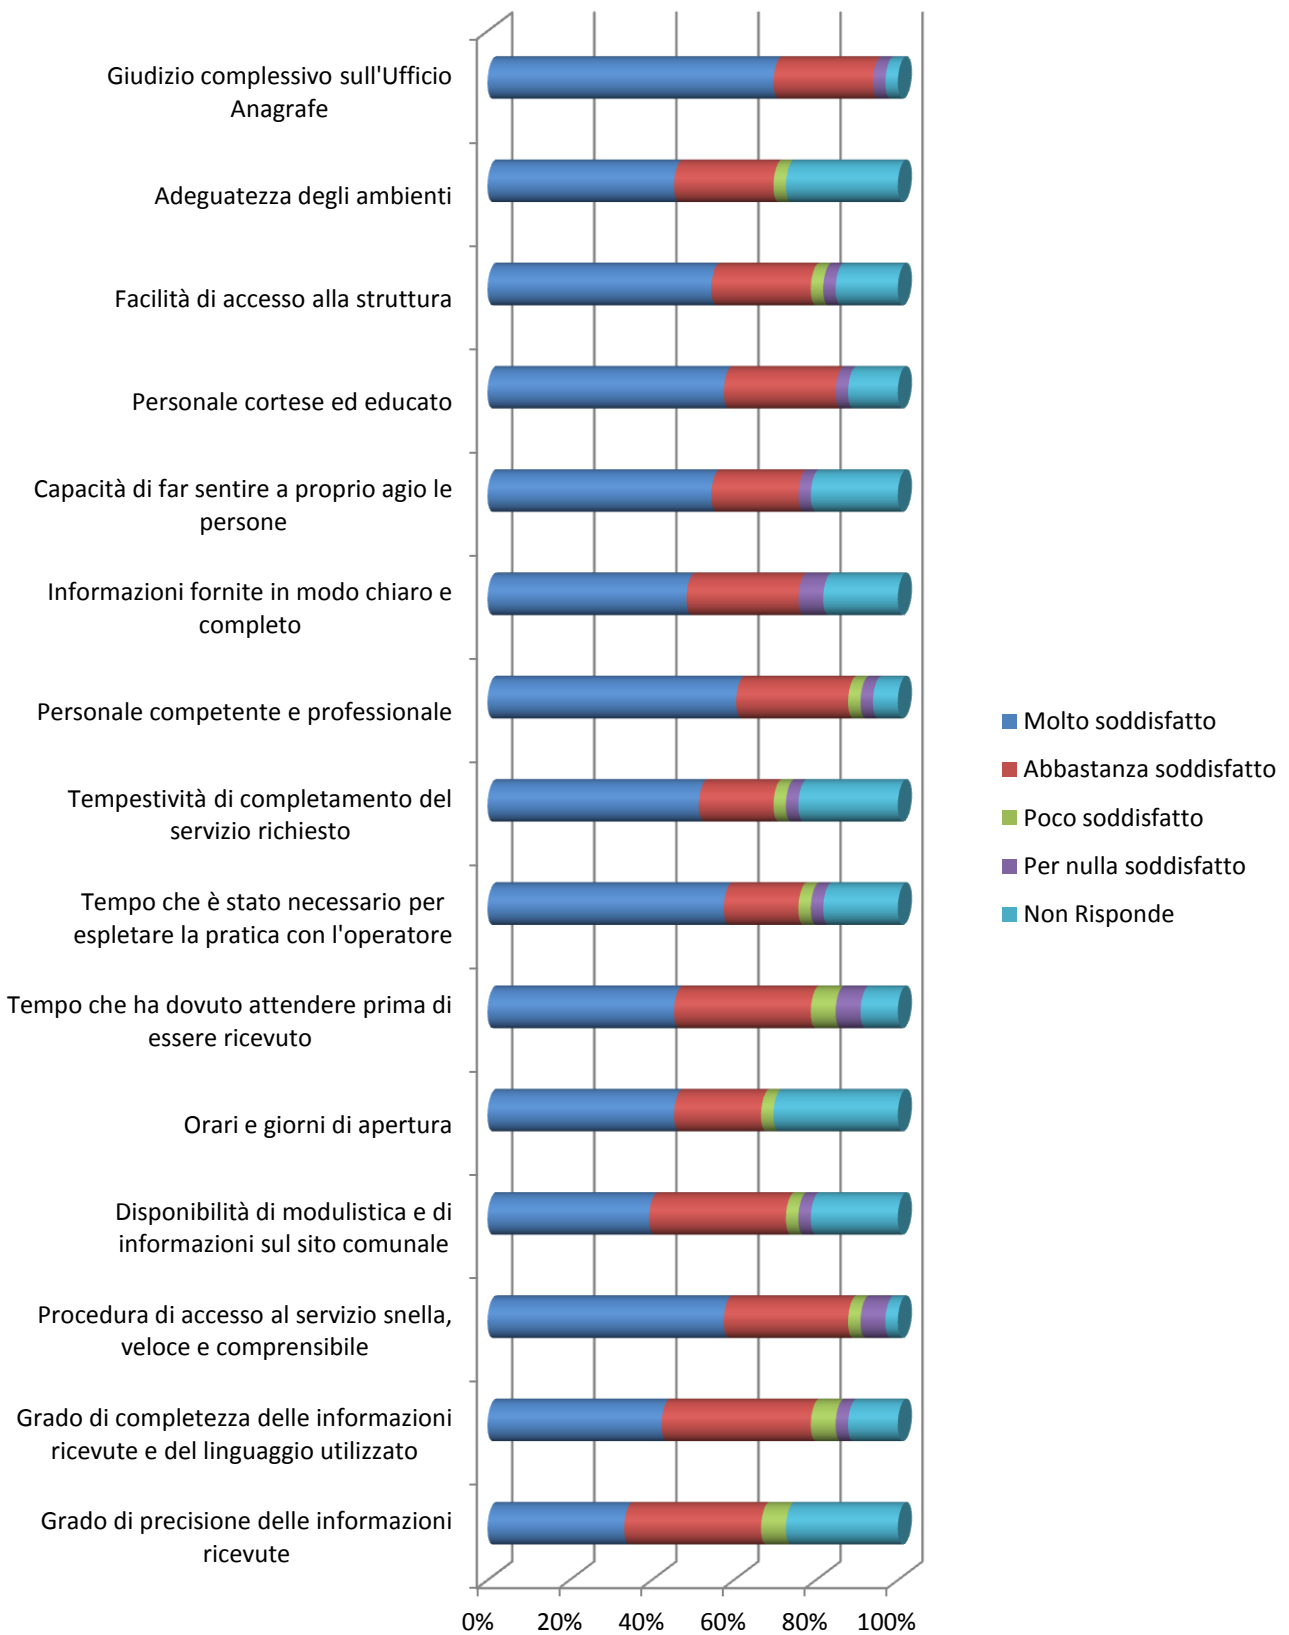 Giudizio complessivo sull'Ufficio
Anagrafe
Adeguatezza degli ambienti
Facilità di accesso alla struttura
Personale cortese ed educato
Capacità di far sentire a proprio agio le
persone
Informazioni fornite in modo chiaro e
completo
Personale competente e professionale
Tempestività di completamento del
servizio richiesto
Tempo che è stato necessario per
espletare la pratica con l'operatore
Tempo che ha dovuto attendere prima di
essere ricevuto
Orari e giorni di apertura
Disponibilità di modulistica e di
informazioni sul sito comunale
Procedura di accesso al servizio snella,
veloce e comprensibile
Grado di completezza delle informazioni
ricevute e del linguaggio utilizzato
Grado di precisione delle informazioni
ricevute
0% 20% 40% 60% 80% 100%
Molto soddisfatto
Abbastanza soddisfatto
Poco soddisfatto
Per nulla soddisfatto
Non Risponde